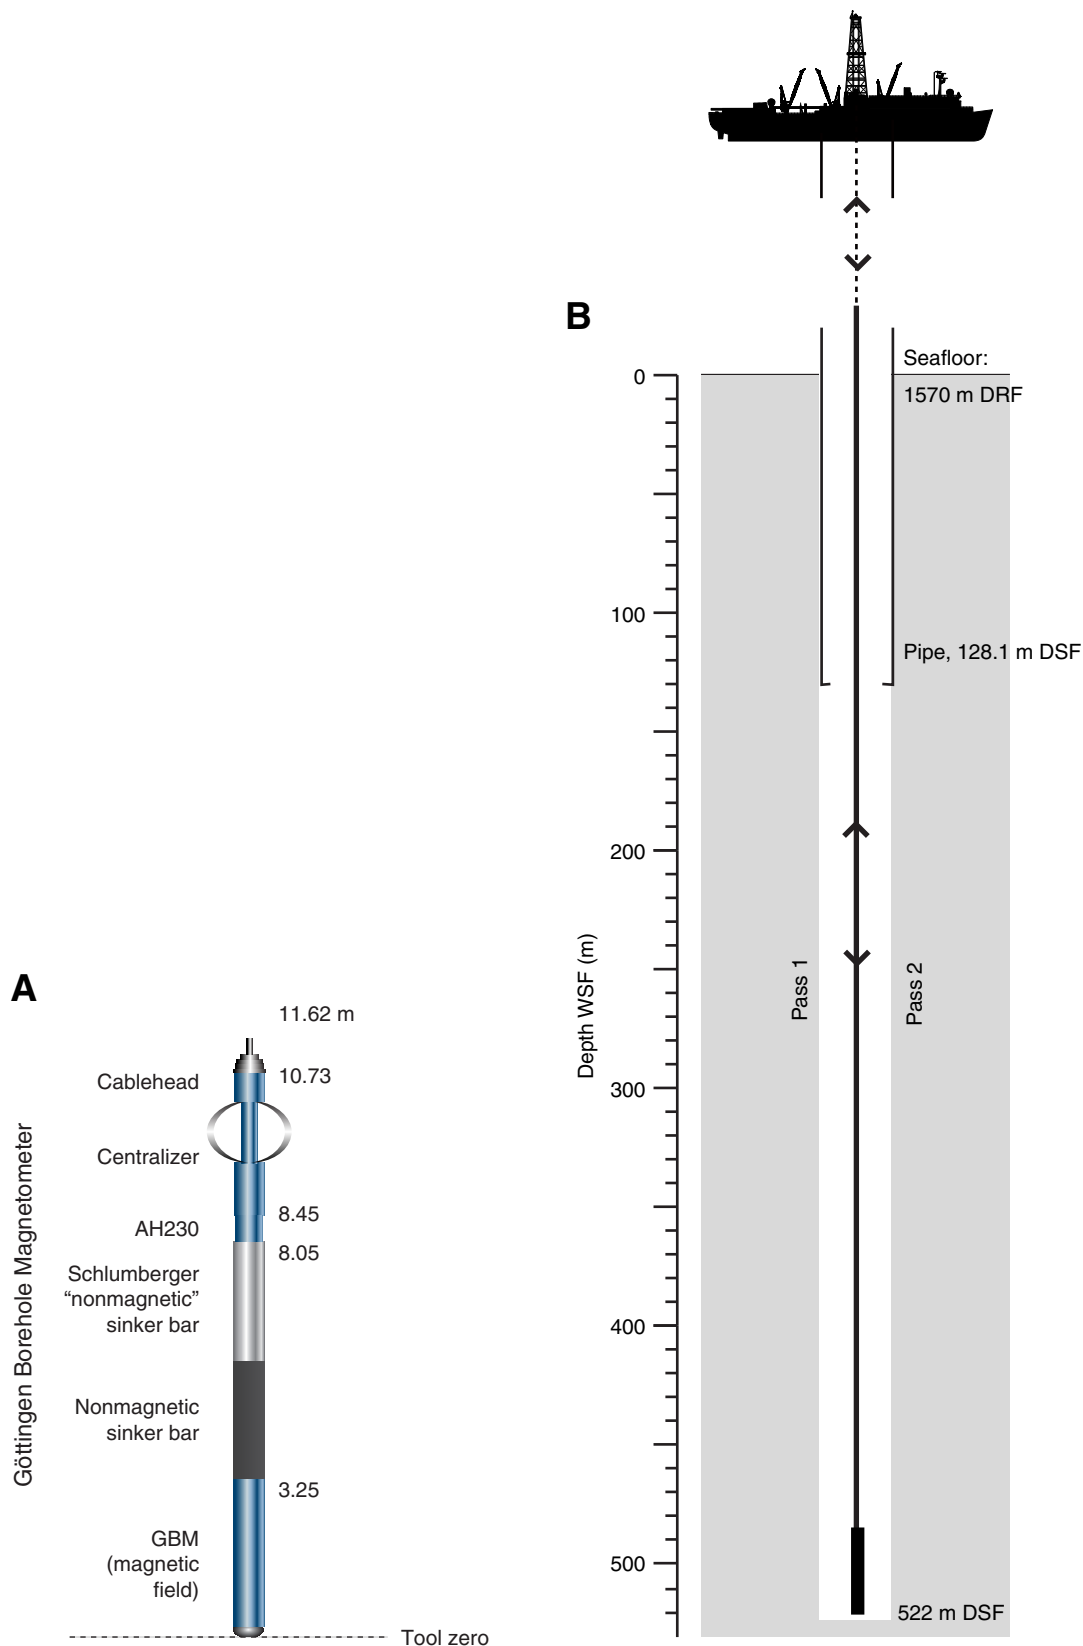 B
Seafloor:
1570 m DRF
0
100
Pipe, 128.1 m DSF
200
Depth WSF (m)
Pass 1
Pass 2
300
400
500
522 m DSF
A
Göttingen Borehole Magnetometer
11.62 m
Cablehead
10.73
Centralizer
8.45
AH230
8.05
Schlumberger
“nonmagnetic”
sinker bar
Nonmagnetic
sinker bar
3.25
GBM
(magnetic
field)
Tool zero